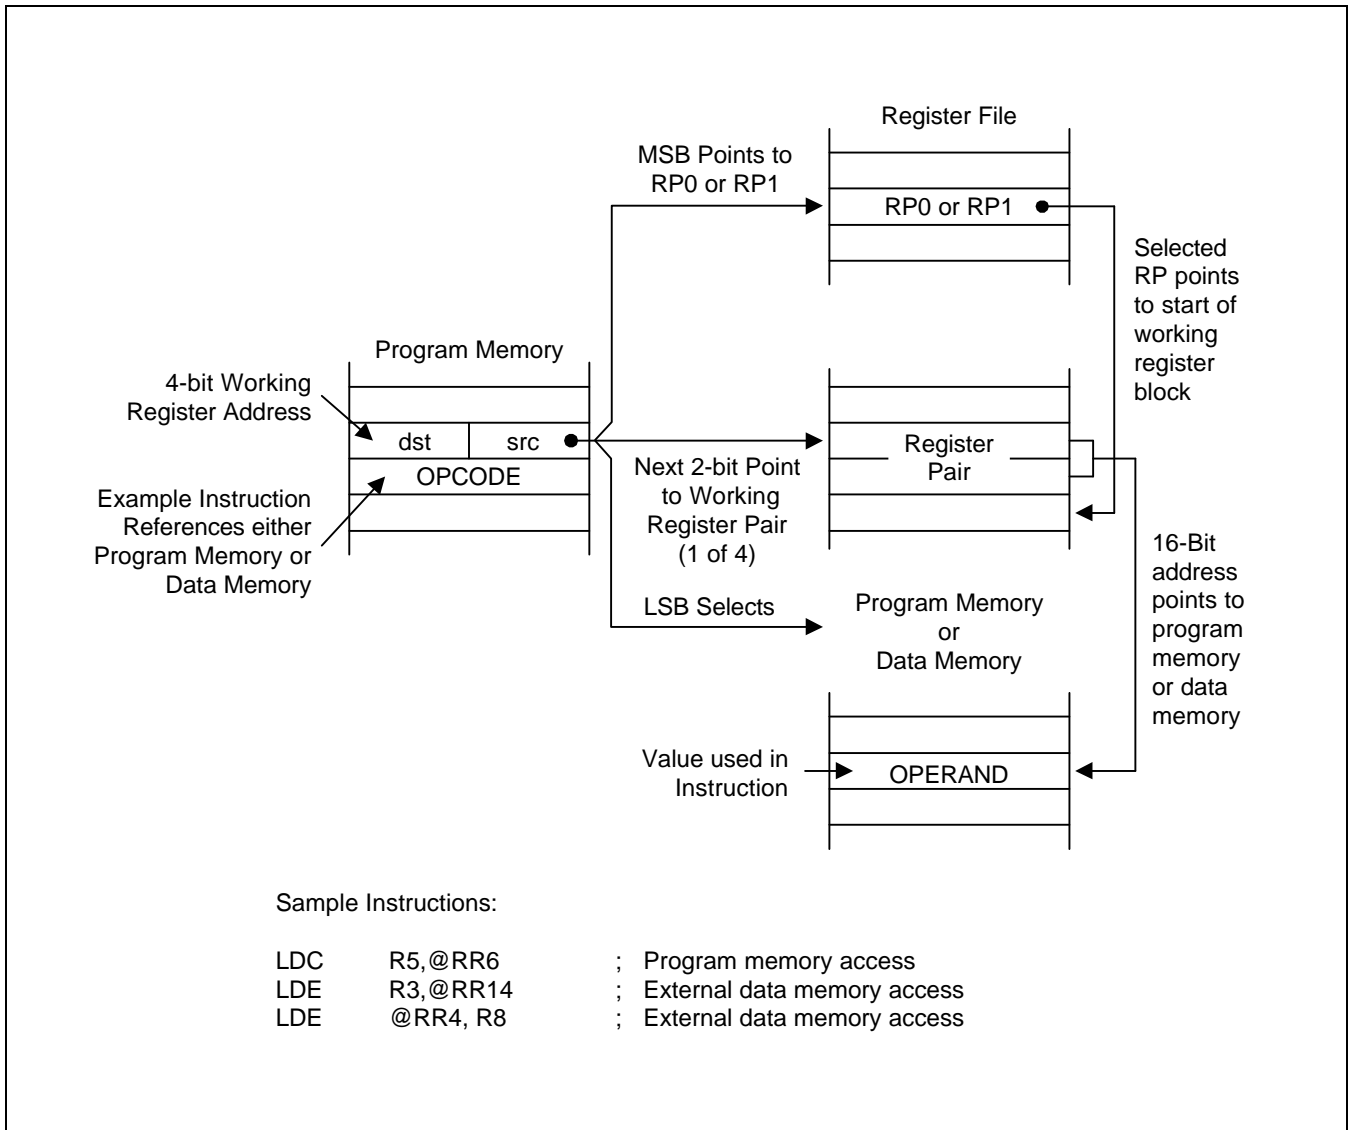 Register File
MSB Points to
RP0 or RP1
RP0 or RP1
Selected
RP points
to start of
working
register
block
Program Memory
4-bit Working
Register Address
dst src
OPCODE
Example Instruction
References either
Program Memory or
Data Memory
Next 2-bit Point
to Working
Register Pair
(1 of 4)
Register
Pair
LSB Selects
Program Memory
or
Data Memory
16-Bit
address
points to
program
memory
or data
memory
Value used in
Instruction
OPERAND
Sample Instructions:
LDC R5,@RR6 ; Program memory access
LDE R3,@RR14 ; External data memory access
LDE @RR4, R8 ; External data memory access